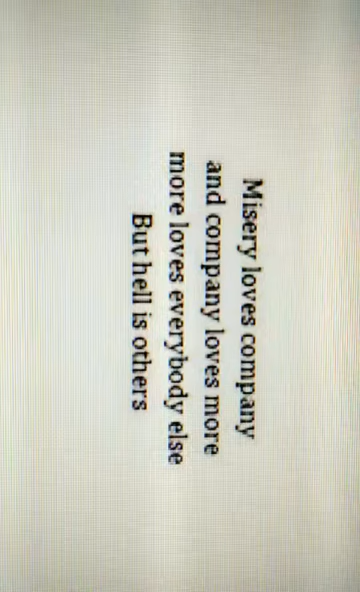 Misery loves company
and company loves more
more loves everybody else
But hell is others